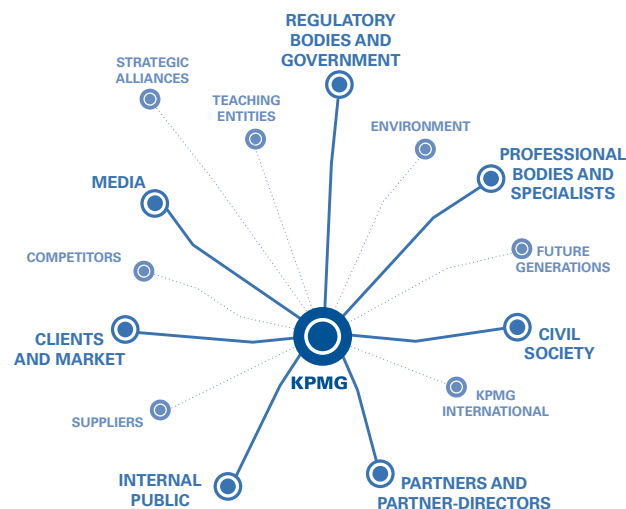 REGULATORY
BODIES AND
GOVERNMENT
STRATEGIC
ALLIANCES
TEACHING
ENTITIES
ENVIRONMENT
PROFESSIONAL
BODIES AND
SPECIALISTS
MEDIA
COMPETITORS
FUTURE
GENERATIONS
CLIENTS
AND MARKET
CIVIL
SOCIETY
KPMG
KPMG
INTERNATIONAL
SUPPLIERS
INTERNAL
PUBLIC
PARTNERS AND
PARTNER-DIRECTORS